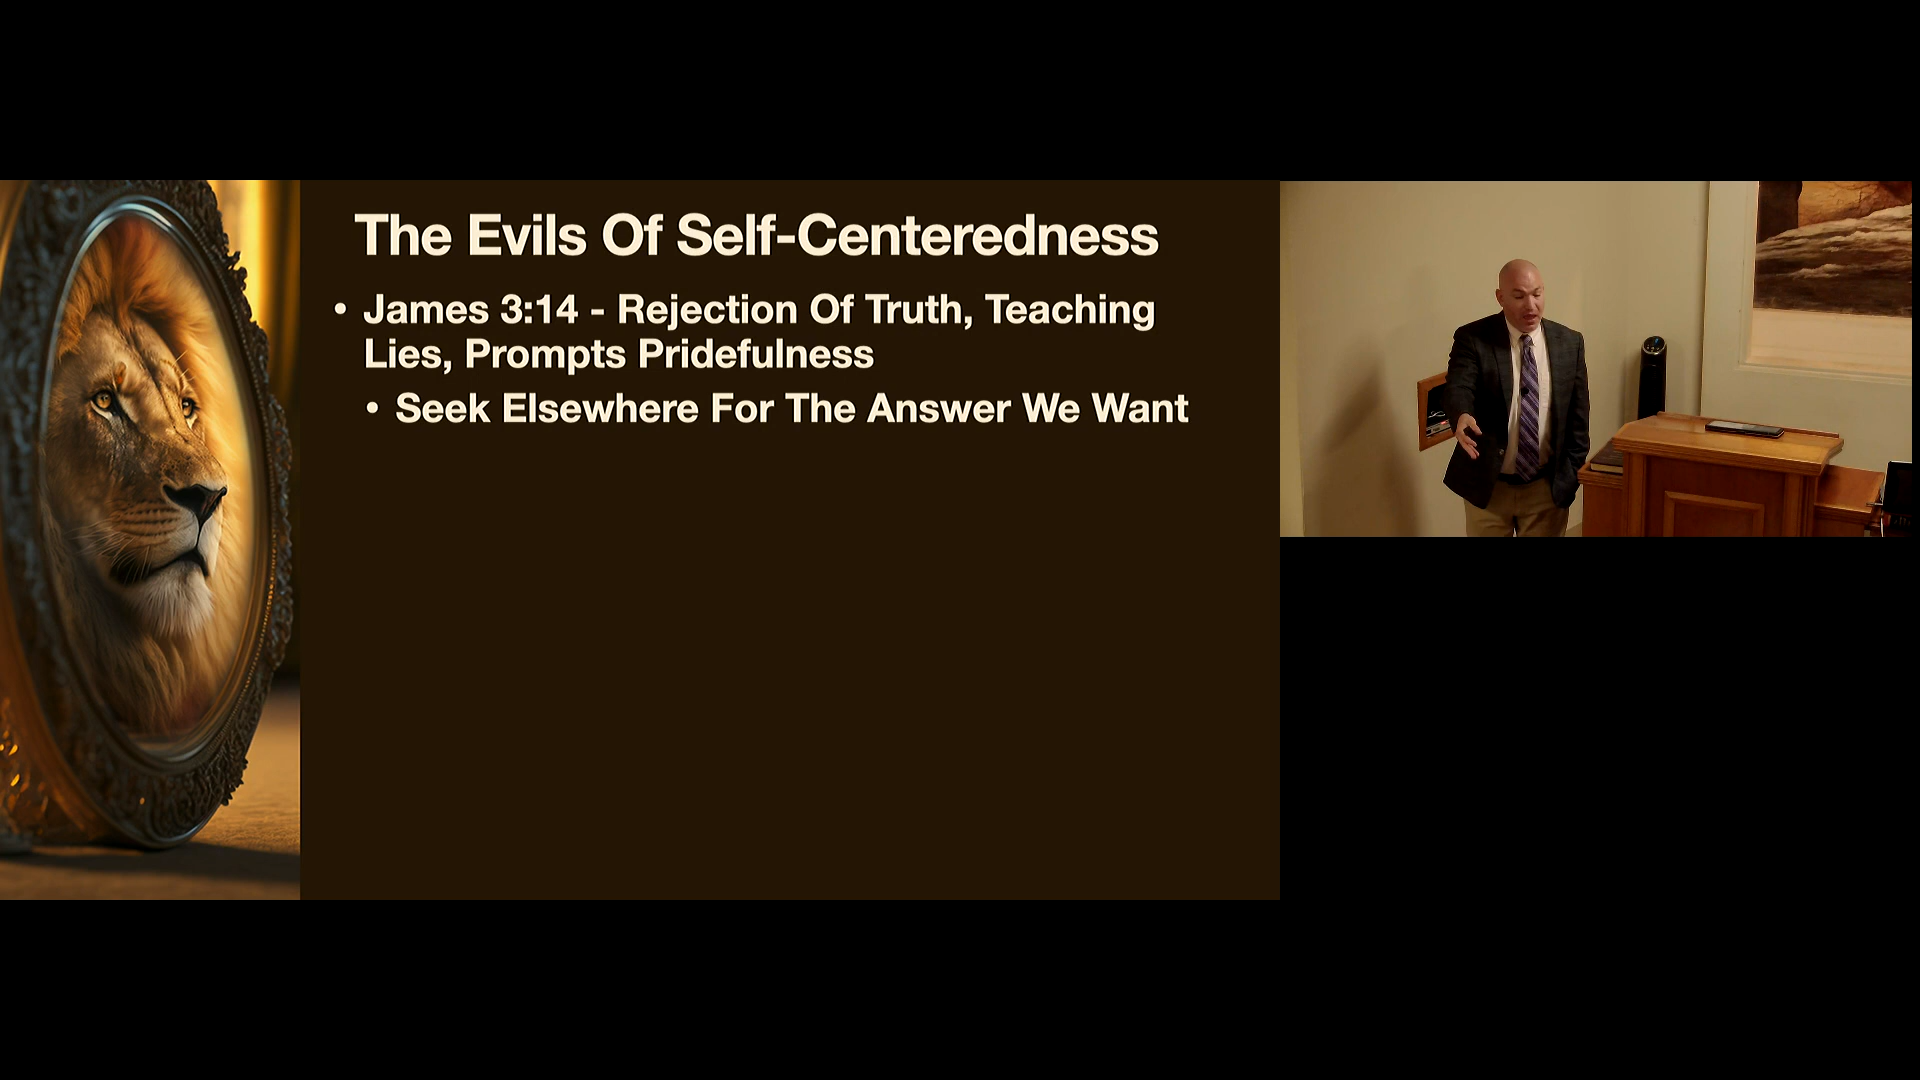 The Evils Of Self-Centeredness
• James 3:14 - Rejection Of Truth, Teaching
Lies, Prompts Pridefulness
• Seek Elsewhere For The Answer We Want